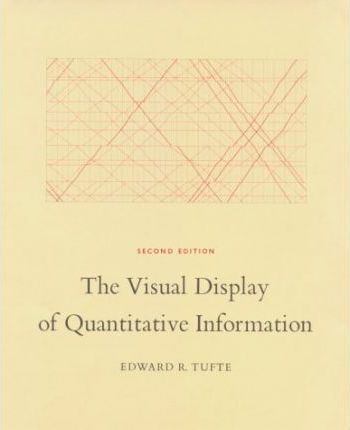 SECOND EDITION
The Visual Display
of Quantitative Information
EDWARD R. TUFTE